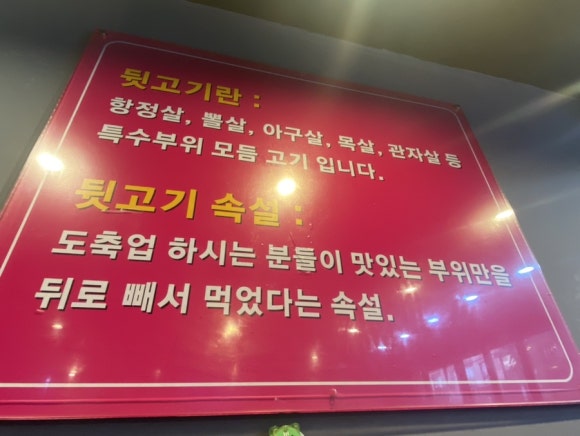 뒷고기란 :
항정살, 뽈살, 아구살, 목살, 관자살 등
특수부위 모듬 고기 입니다.
뒷고기 속설 :
도축업 하시는 분들이 맛있는 부위만을
뒤로 빼서 먹었다는 속설.